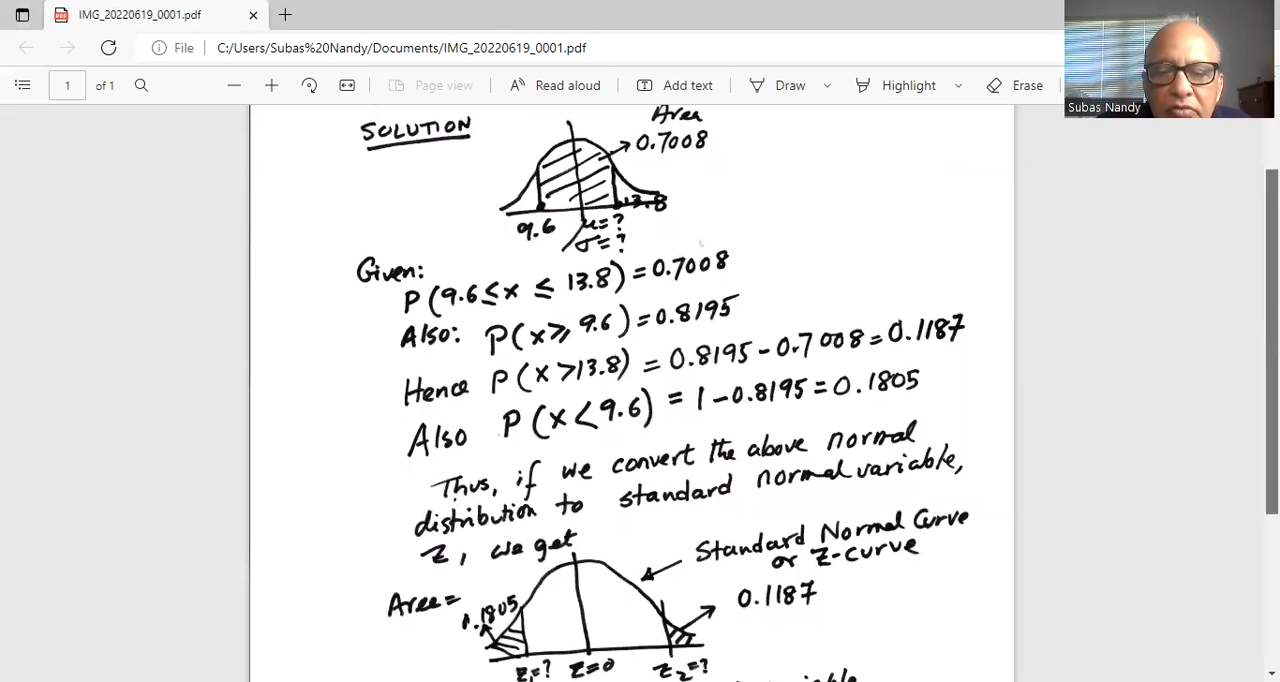 IMG_20220619_0001.pdf
File
C:/Users/Subas%20Nandy/Documents/IMG_20220619_0001.pdf
1 of 1
Page view
Read aloud
Add text
Draw
Highlight
Erase
Subas Nandy
SOLUTION
Area
0.7008
9.6
13.8
μ=?
σ=?
Given:
P(9.6≤x ≤ 13.8)=0.7008
Also: P(x≥ 9.6)=0.8195
Hence P(x>13.8) = 0.8195-0.7008=0.1187
Also P(x<9.6) = 1-0.8195=0.1805
Thus, if we convert the above normal
distribution to standard normal variable,
Z, we get
Standard Normal Curve
or Z-curve
Area=
0.1805
0.1187
Z₁=? Z=0 Z₂=?